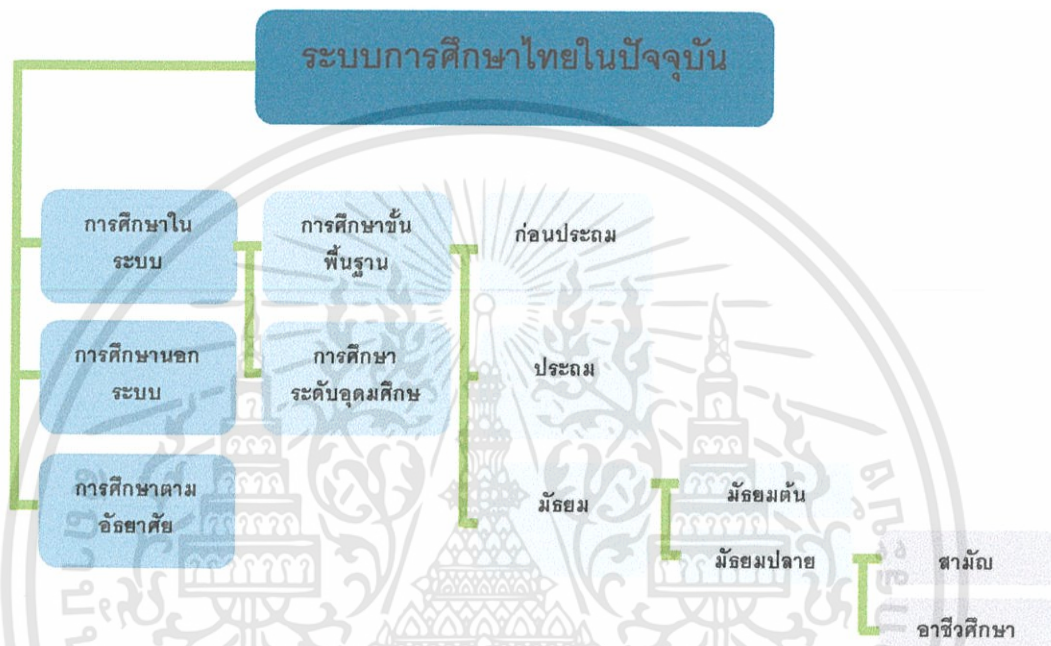 ระบบการศึกษาไทยในปัจจุบัน
การศึกษาใน
ระบบ
การศึกษาขั้น
พื้นฐาน
ก่อนประถม
การศึกษานอก
ระบบ
การศึกษา
ระดับอุดมศึกษ
ประถม
การศึกษาตาม
อัธยาศัย
มัธยม
มัธยมต้น
มัธยมปลาย
สามัญ
อาชีวศึกษา